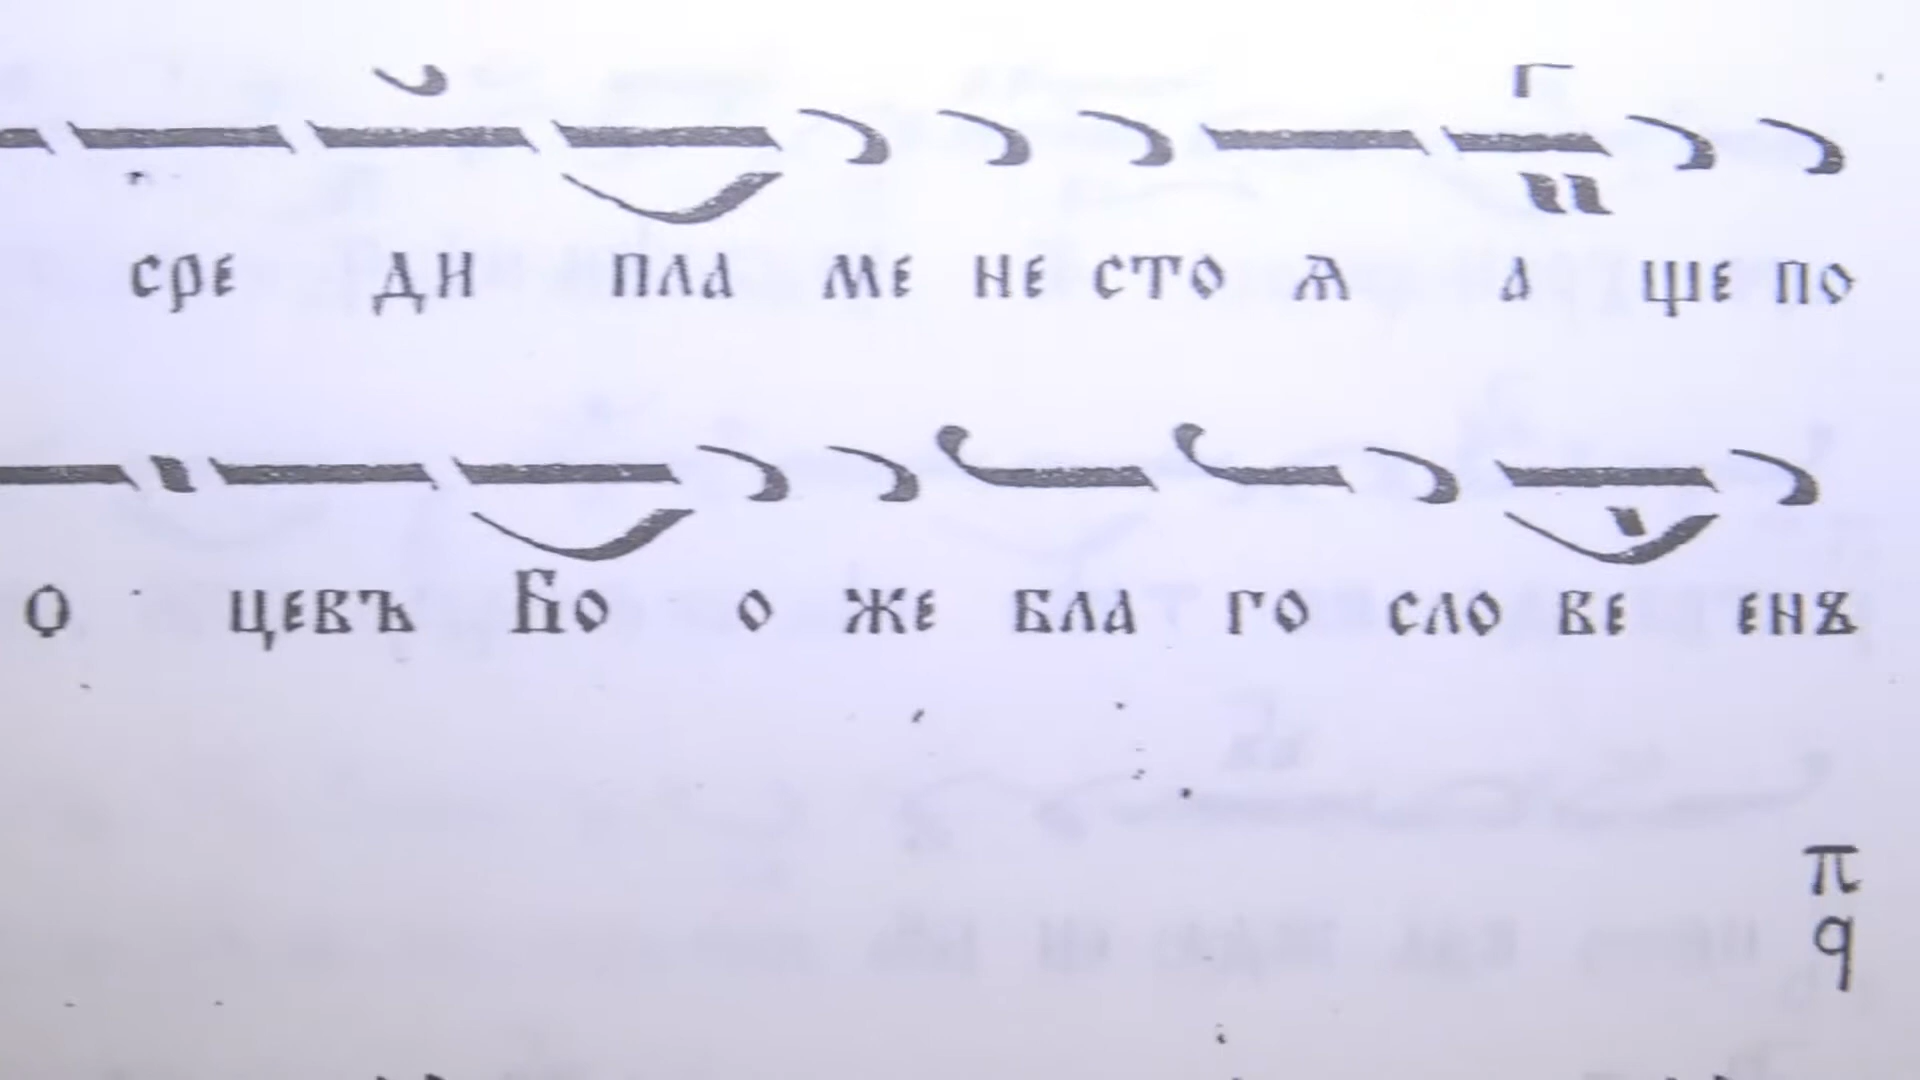 сре ди пла ме не сто ѧ а ще по
о цевъ Бо о же бла го сло ве енъ
π
q